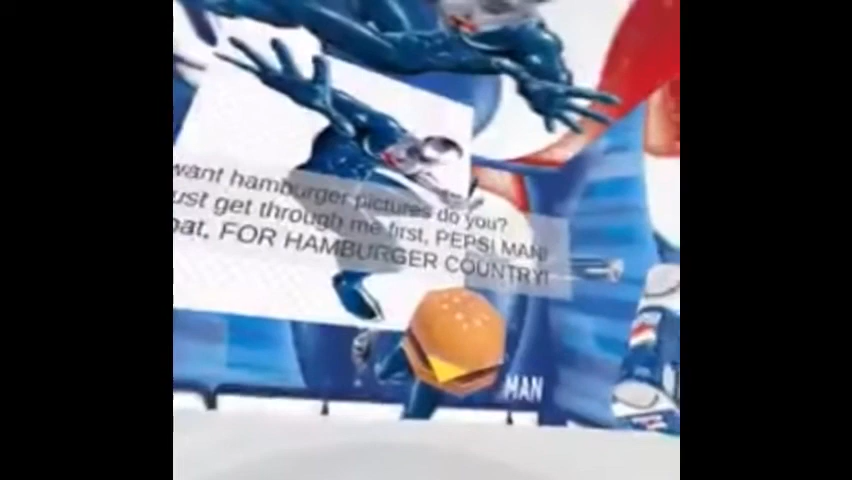 want hamburger pictures do you?
ust get through me first, PEPSI MAN!
oat, FOR HAMBURGER COUNTRY!
MAN